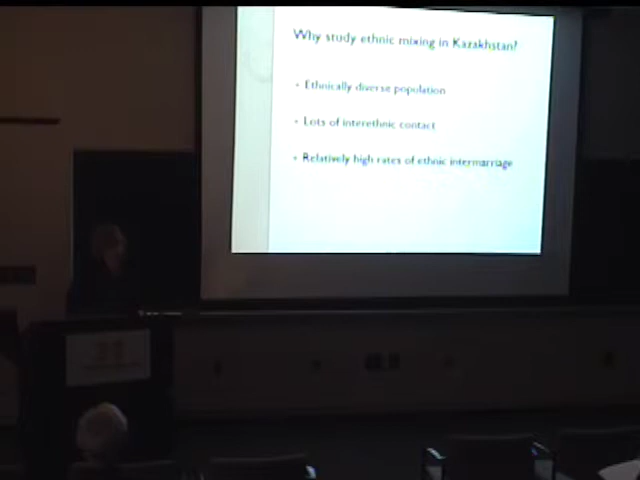 Why study ethnic mixing in Kazakhstan?
• Ethnically diverse population
• Lots of interethnic contact
• Relatively high rates of ethnic intermarriage